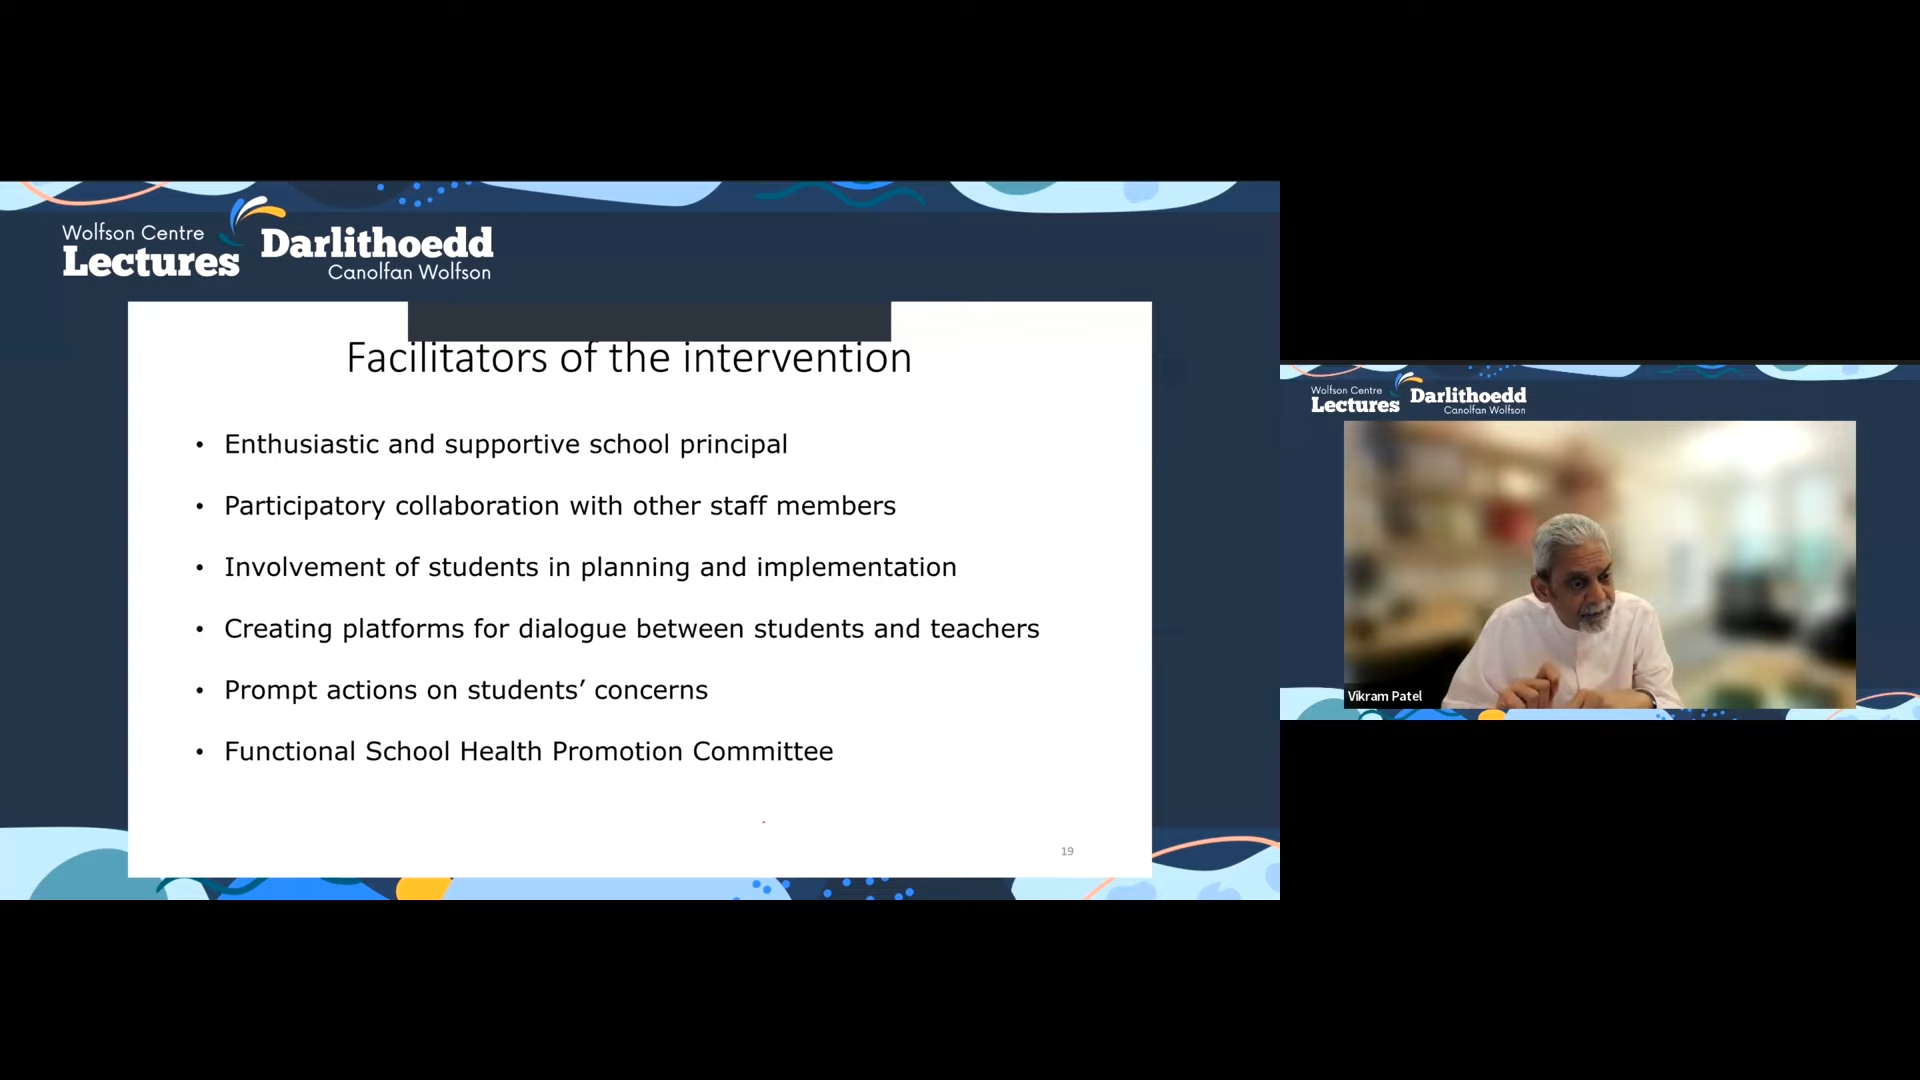 Wolfson Centre
Lectures
Darlithoedd
Canolfan Wolfson
Facilitators of the intervention
• Enthusiastic and supportive school principal
• Participatory collaboration with other staff members
• Involvement of students in planning and implementation
• Creating platforms for dialogue between students and teachers
• Prompt actions on students’ concerns
• Functional School Health Promotion Committee
19
Wolfson Centre
Lectures
Darlithoedd
Canolfan Wolfson
Vikram Patel